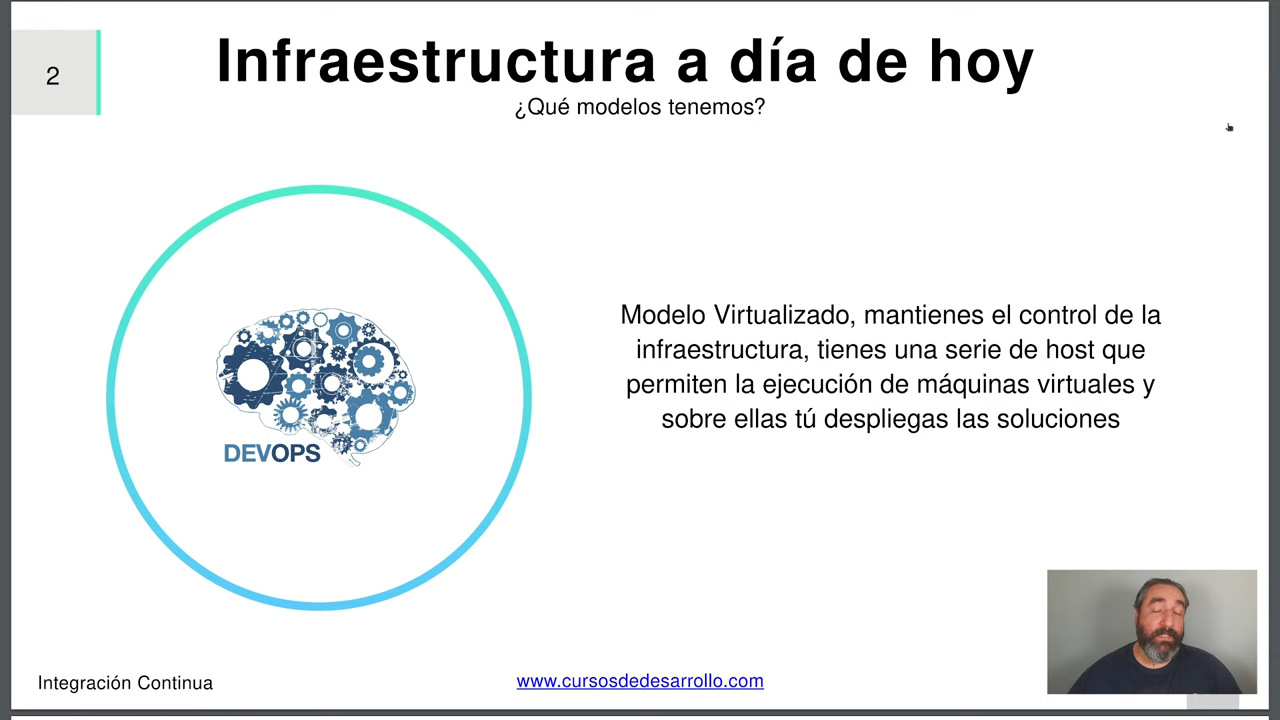 2
Infraestructura a día de hoy
¿Qué modelos tenemos?
Modelo Virtualizado, mantienes el control de la
infraestructura, tienes una serie de host que
permiten la ejecución de máquinas virtuales y
sobre ellas tú despliegas las soluciones
DEVOPS
Integración Continua
www.cursosdedesarrollo.com